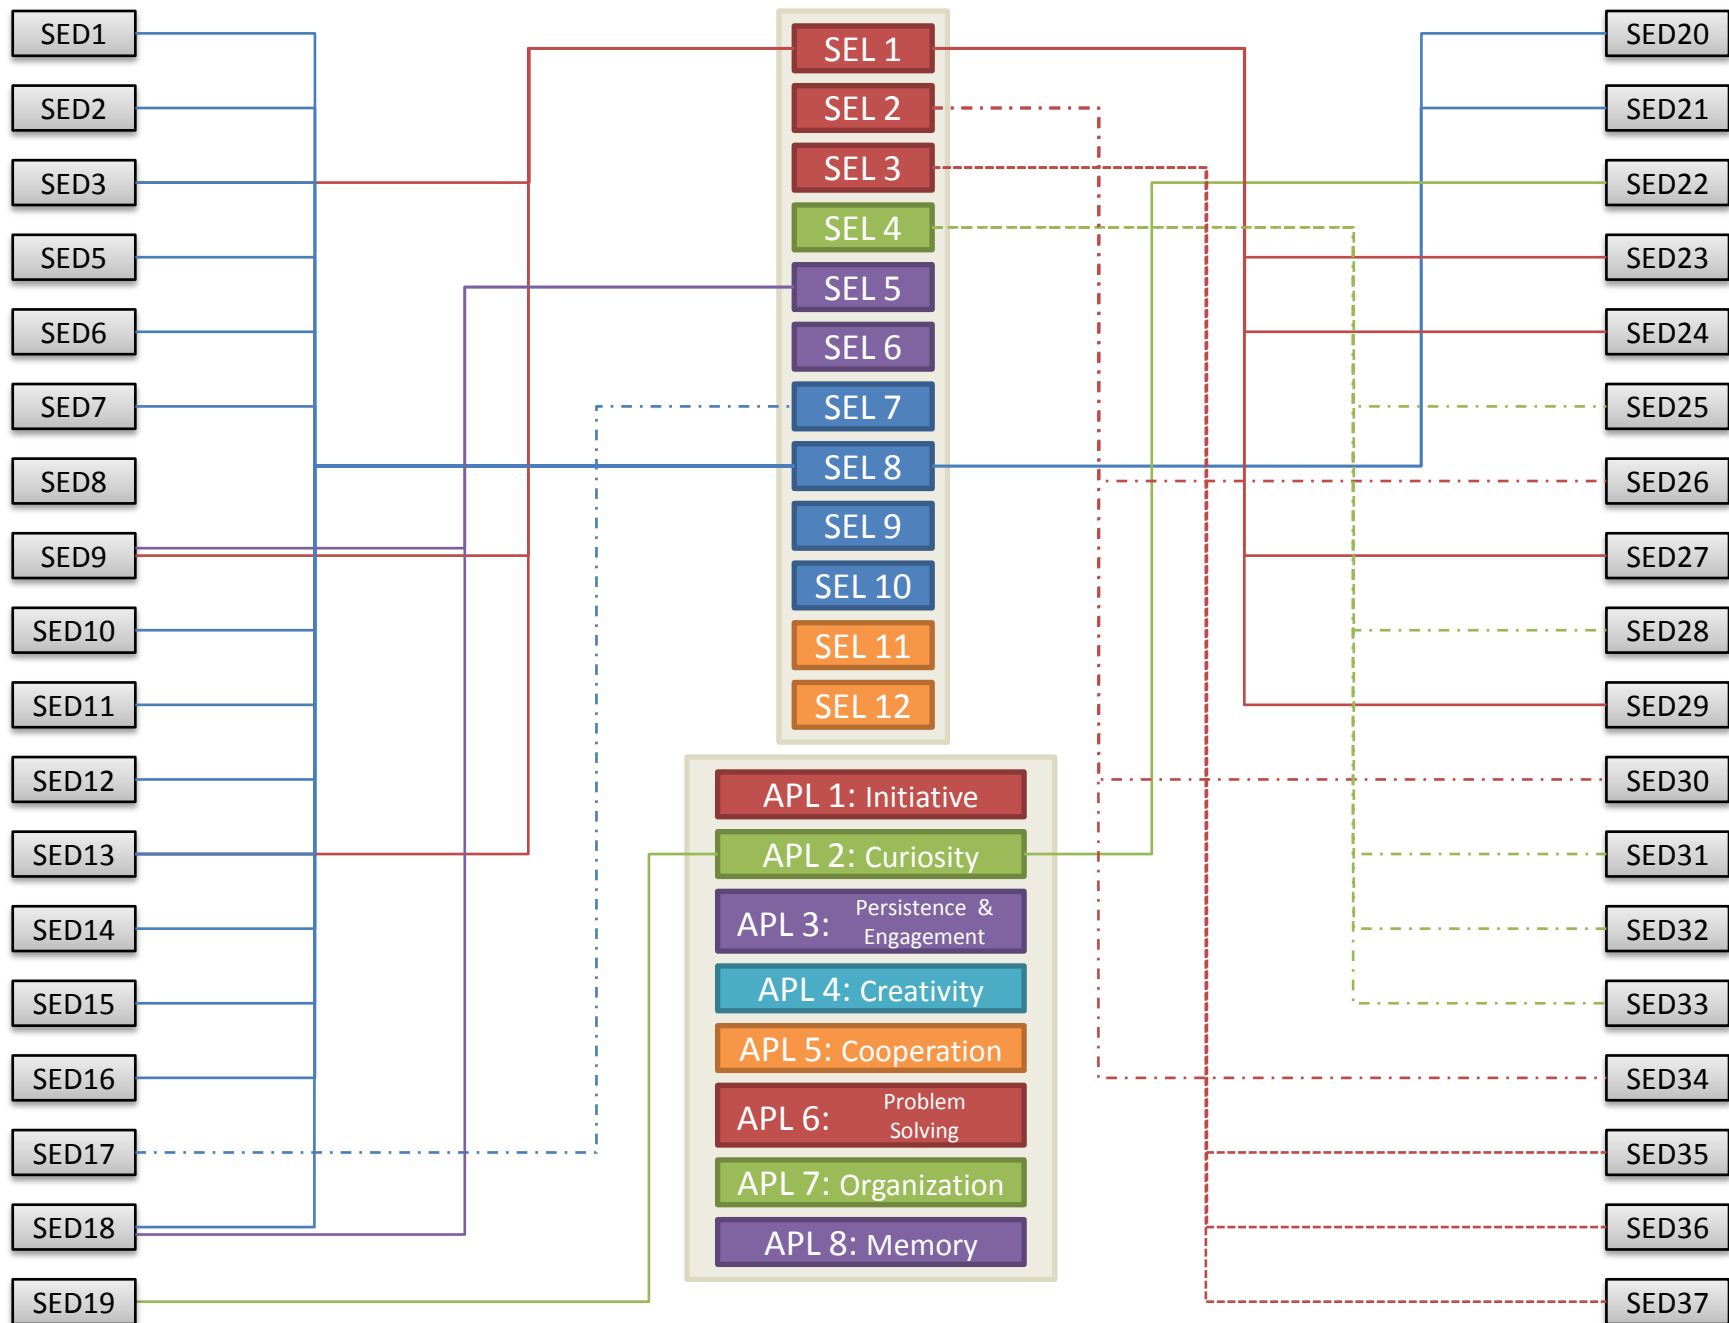 SED1
SED2
SED3
SED5
SED6
SED7
SED8
SED9
SED10
SED11
SED12
SED13
SED14
SED15
SED16
SED17
SED18
SED19
SEL 1
SEL 2
SEL 3
SEL 4
SEL 5
SEL 6
SEL 7
SEL 8
SEL 9
SEL 10
SEL 11
SEL 12
APL 1: Initiative
APL 2: Curiosity
APL 3: Persistence &
Engagement
APL 4: Creativity
APL 5: Cooperation
APL 6: Problem
Solving
APL 7: Organization
APL 8: Memory
SED20
SED21
SED22
SED23
SED24
SED25
SED26
SED27
SED28
SED29
SED30
SED31
SED32
SED33
SED34
SED35
SED36
SED37